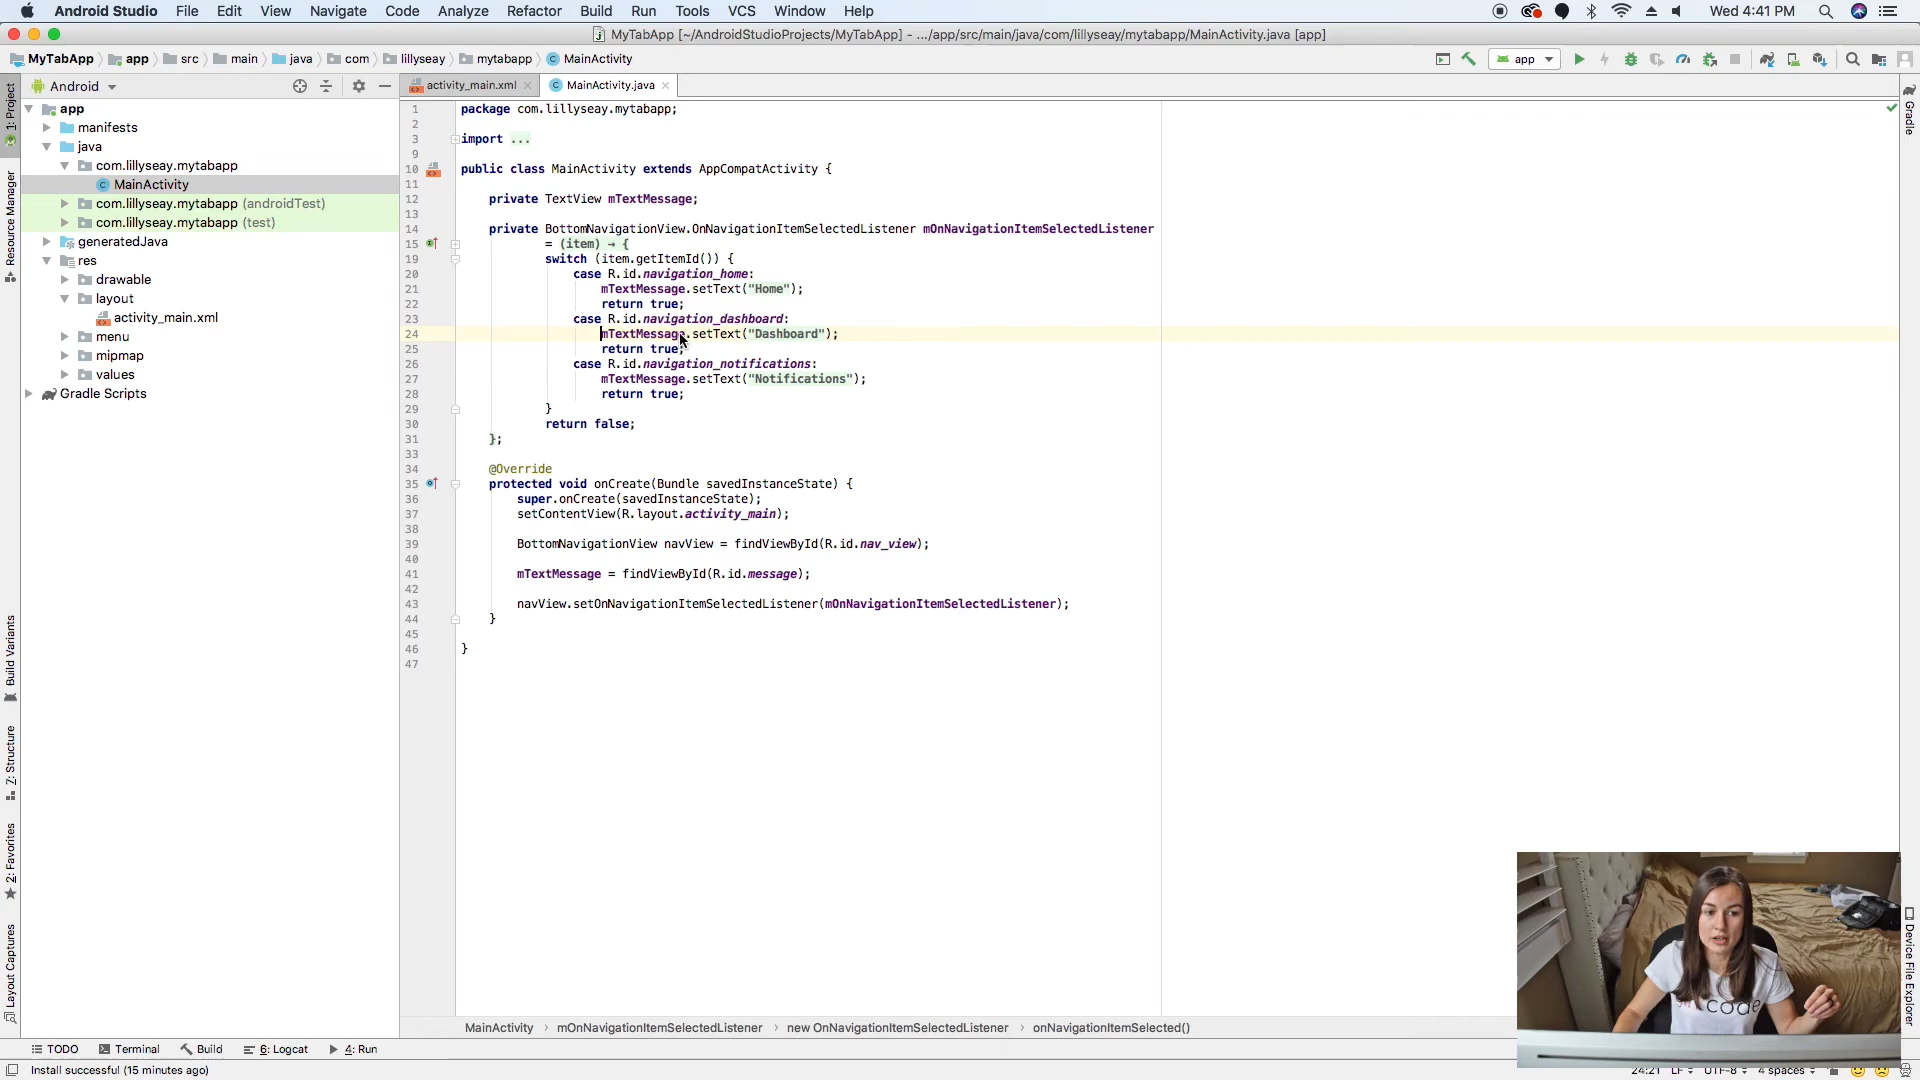 Android Studio File Edit View Navigate Code Analyze Refactor Build Run Tools VCS Window Help Wed 4:41 PM
MyTabApp [~/AndroidStudioProjects/MyTabApp] - .../app/src/main/java/com/lillyseay/mytabapp/MainActivity.java [app]
MyTabApp app src main java com lillyseay mytabapp MainActivity app
Android
activity_main.xml MainActivity.java
1: Project
Resource Manager
Build Variants
7: Structure
2: Favorites
Layout Captures
app
manifests
java
com.lillyseay.mytabapp
MainActivity
com.lillyseay.mytabapp (androidTest)
com.lillyseay.mytabapp (test)
generatedJava
res
drawable
layout
activity_main.xml
menu
mipmap
values
Gradle Scripts
1 package com.lillyseay.mytabapp;
2
3 import ...
9
10 public class MainActivity extends AppCompatActivity {
11
12 private TextView mTextMessage;
13
14 private BottomNavigationView.OnNavigationItemSelectedListener mOnNavigationItemSelectedListener
15 = (item) → {
19 switch (item.getItemId()) {
20 case R.id.navigation_home:
21 mTextMessage.setText("Home");
22 return true;
23 case R.id.navigation_dashboard:
24 mTextMessage.setText("Dashboard");
25 return true;
26 case R.id.navigation_notifications:
27 mTextMessage.setText("Notifications");
28 return true;
29 }
30 return false;
31 };
33
34 @Override
35 protected void onCreate(Bundle savedInstanceState) {
36 super.onCreate(savedInstanceState);
37 setContentView(R.layout.activity_main);
38
39 BottomNavigationView navView = findViewById(R.id.nav_view);
40
41 mTextMessage = findViewById(R.id.message);
42
43 navView.setOnNavigationItemSelectedListener(mOnNavigationItemSelectedListener);
44 }
45
46 }
47
Gradle
Device File Explorer
code
MainActivity › mOnNavigationItemSelectedListener › new OnNavigationItemSelectedListener › onNavigationItemSelected()
TODO Terminal Build 6: Logcat 4: Run
Install successful (15 minutes ago) 24:21 LF UTF-8 4 spaces